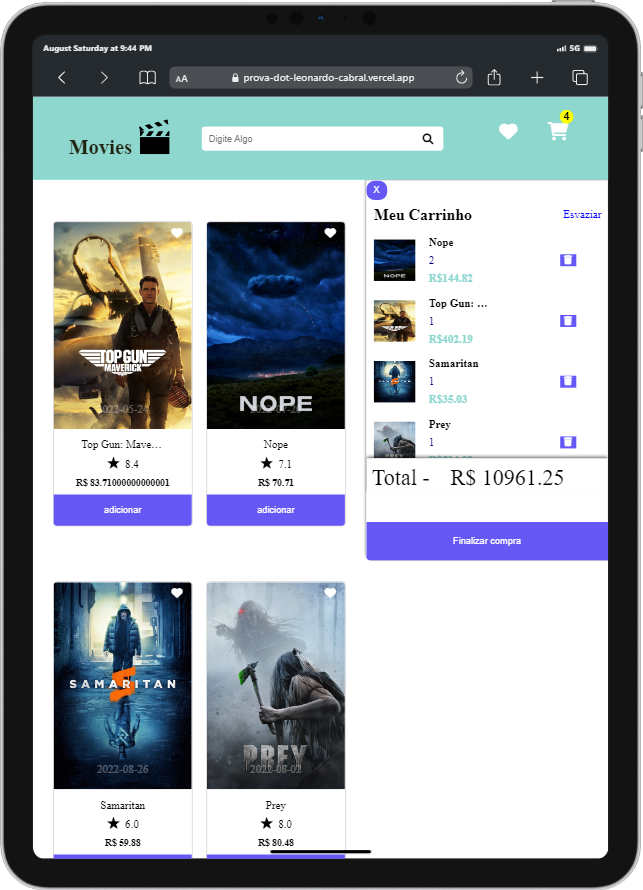 August Saturday at 9:44 PM
5G
AA prova-dot-leonardo-cabral.vercel.app
Movies
Digite Algo
4
X
Meu Carrinho
Esvaziar
Nope
2
R$144.82
Top Gun: ...
1
R$402.19
Samaritan
1
R$35.03
Prey
1
Total - R$ 10961.25
Finalizar compra
TOP GUN
MAVERICK
2022-05-24
Top Gun: Mave...
8.4
R$ 83.71000000000001
adicionar
NOPE
NOPE
Nope
7.1
R$ 70.71
adicionar
SAMARITAN
2022-08-26
Samaritan
6.0
R$ 59.88
PREY
2022-08-02
Prey
8.0
R$ 80.48